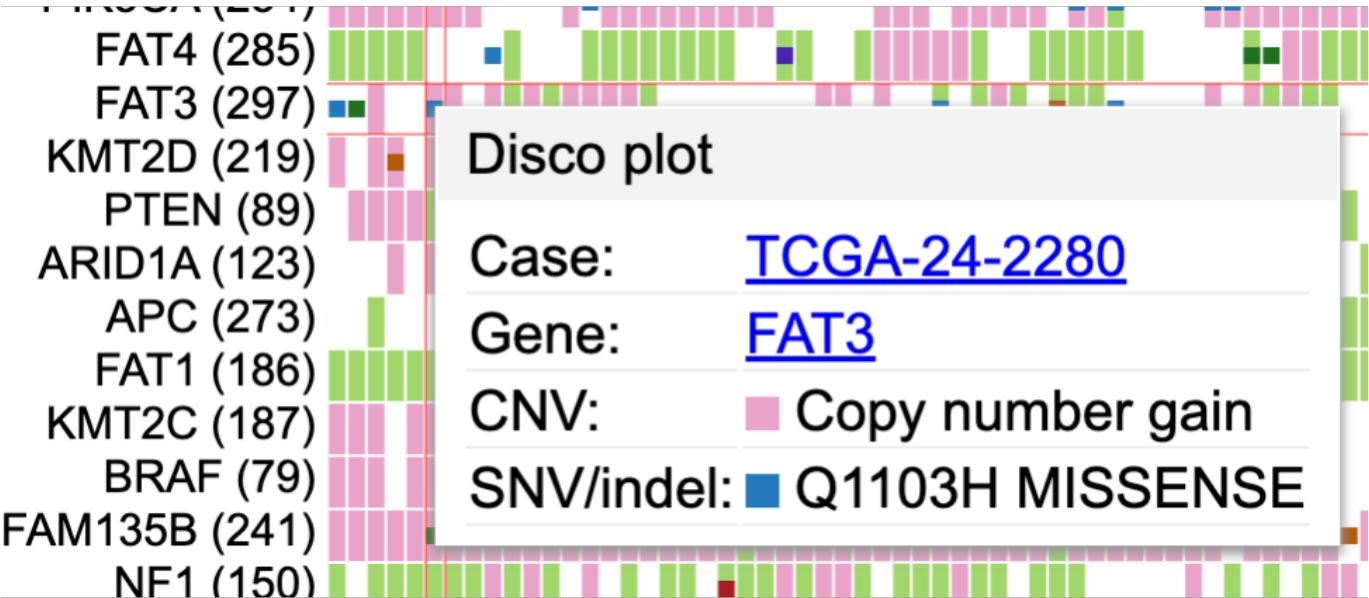 FAT4 (285)
FAT3 (297)
KMT2D (219)
PTEN (89)
ARID1A (123)
APC (273)
FAT1 (186)
KMT2C (187)
BRAF (79)
FAM135B (241)
NF1 (150)
Disco plot
Case: TCGA-24-2280
Gene: FAT3
CNV: Copy number gain
SNV/indel: Q1103H MISSENSE